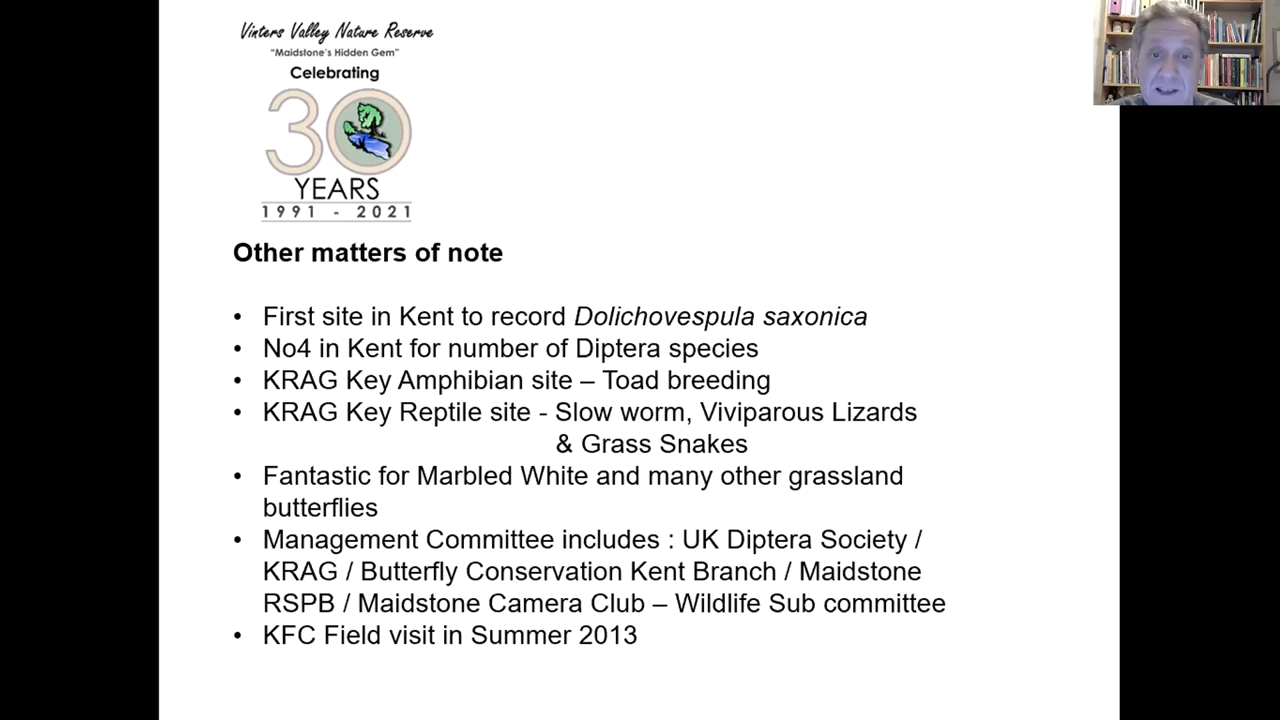 Vinters Valley Nature Reserve
"Maidstone's Hidden Gem"
Celebrating
30
YEARS
1991 - 2021
Other matters of note
• First site in Kent to record Dolichovespula saxonica
• No4 in Kent for number of Diptera species
• KRAG Key Amphibian site – Toad breeding
• KRAG Key Reptile site - Slow worm, Viviparous Lizards
& Grass Snakes
• Fantastic for Marbled White and many other grassland
butterflies
• Management Committee includes : UK Diptera Society /
KRAG / Butterfly Conservation Kent Branch / Maidstone
RSPB / Maidstone Camera Club – Wildlife Sub committee
• KFC Field visit in Summer 2013